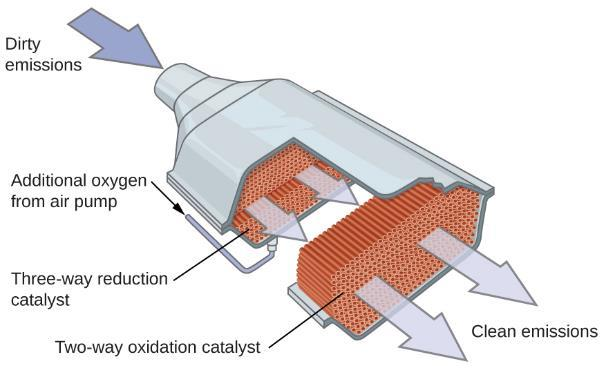 Dirty
emissions
Additional oxygen
from air pump
Three-way reduction
catalyst
Two-way oxidation catalyst
Clean emissions